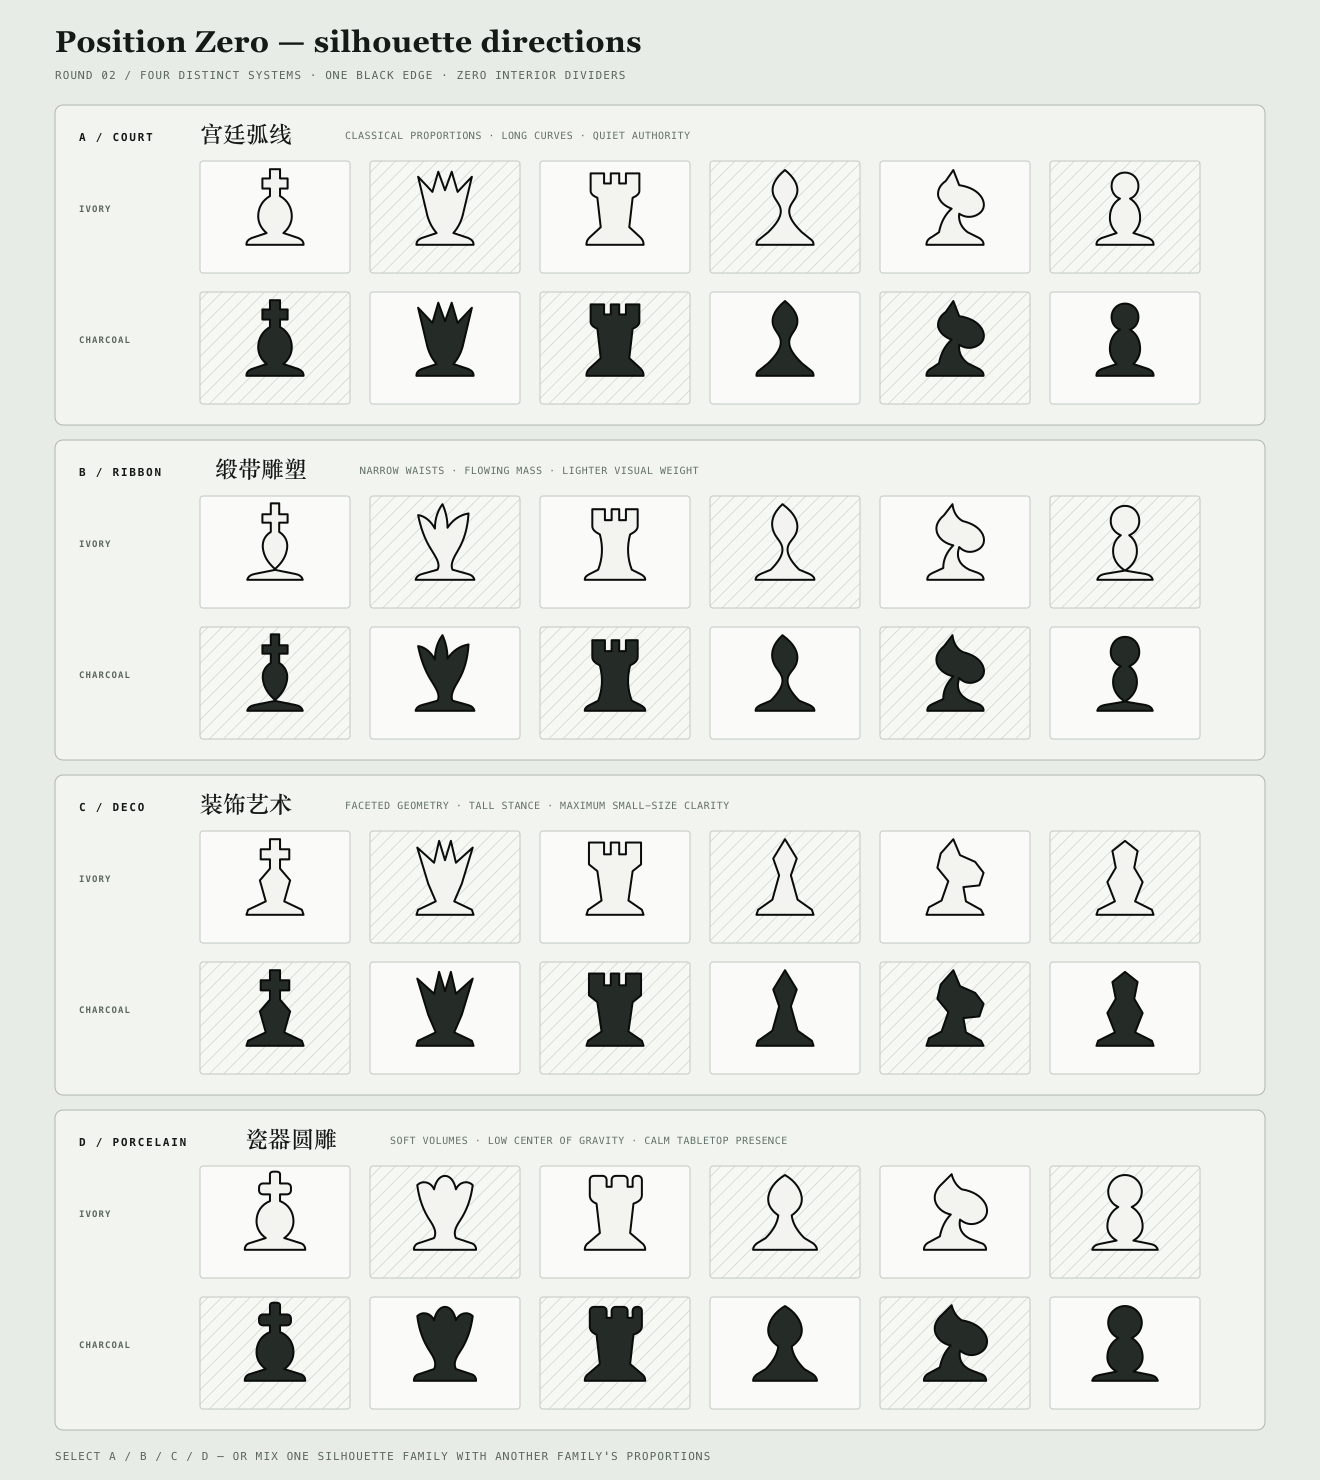 Position Zero — silhouette directions
ROUND 02 / FOUR DISTINCT SYSTEMS · ONE BLACK EDGE · ZERO INTERIOR DIVIDERS
A / COURT 宫廷弧线 CLASSICAL PROPORTIONS · LONG CURVES · QUIET AUTHORITY
IVORY
CHARCOAL
B / RIBBON 缎带雕塑 NARROW WAISTS · FLOWING MASS · LIGHTER VISUAL WEIGHT
IVORY
CHARCOAL
C / DECO 装饰艺术 FACETED GEOMETRY · TALL STANCE · MAXIMUM SMALL-SIZE CLARITY
IVORY
CHARCOAL
D / PORCELAIN 瓷器圆雕 SOFT VOLUMES · LOW CENTER OF GRAVITY · CALM TABLETOP PRESENCE
IVORY
CHARCOAL
SELECT A / B / C / D — OR MIX ONE SILHOUETTE FAMILY WITH ANOTHER FAMILY'S PROPORTIONS